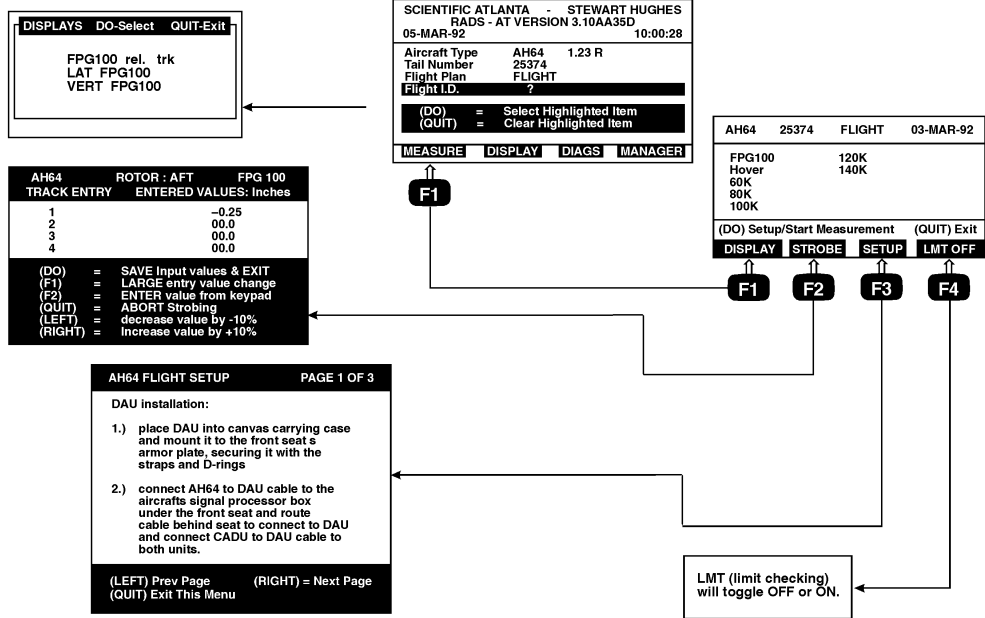 DISPLAYS DO-Select QUIT-Exit
FPG100 rel. trk
LAT FPG100
VERT FPG100
SCIENTIFIC ATLANTA - STEWART HUGHES
RADS - AT VERSION 3.10AA35D
05-MAR-92 10:00:28
Aircraft Type AH64 1.23 R
Tail Number 25374
Flight Plan FLIGHT
Flight I.D. ?
(DO) = Select Highlighted Item
(QUIT) = Clear Highlighted Item
MEASURE DISPLAY DIAGS MANAGER
F1
AH64 25374 FLIGHT 03-MAR-92
FPG100 120K
Hover 140K
60K
80K
100K
(DO) Setup/Start Measurement (QUIT) Exit
DISPLAY STROBE SETUP LMT OFF
F1 F2 F3 F4
AH64 ROTOR : AFT FPG 100
TRACK ENTRY ENTERED VALUES: Inches
1 –0.25
2 00.0
3 00.0
4 00.0
(DO) = SAVE Input values & EXIT
(F1) = LARGE entry value change
(F2) = ENTER value from keypad
(QUIT) = ABORT Strobing
(LEFT) = decrease value by -10%
(RIGHT) = Increase value by +10%
AH64 FLIGHT SETUP PAGE 1 OF 3
DAU installation:
1.) place DAU into canvas carrying case
and mount it to the front seat s
armor plate, securing it with the
straps and D-rings
2.) connect AH64 to DAU cable to the
aircrafts signal processor box
under the front seat and route
cable behind seat to connect to DAU
and connect CADU to DAU cable to
both units.
(LEFT) Prev Page (RIGHT) = Next Page
(QUIT) Exit This Menu
LMT (limit checking)
will toggle OFF or ON.